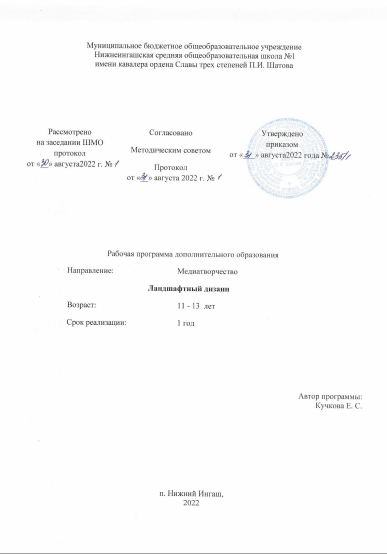 Муниципальное бюджетное общеобразовательное учреждение
Нижнеингашская средняя общеобразовательная школа №1
имени кавалера ордена Славы трех степеней П.И. Шатова
Рассмотрено
на заседании ШМО
протокол
от «30» августа2022 г. № 1
Согласовано
Методическим советом
Протокол
от «31» августа 2022 г. № 1
Утверждено
приказом
от «31» августа2022 года №
Рабочая программа дополнительного образования
Направление: Медиатворчество
Ландшафтный дизайн
Возраст: 11 - 13 лет
Срок реализации: 1 год
Автор программы:
Кучкова Е. С.
п. Нижний Ингаш,
2022